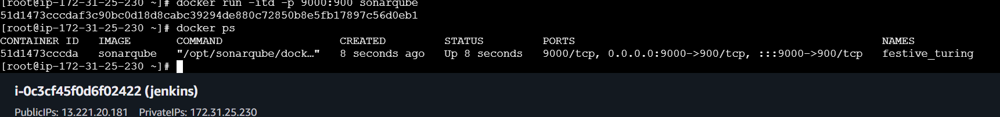 [root@ip-172-31-25-230 ~]# docker run -itd -p 9000:900 sonarqube
51d1473cccdaf3c90bc0d18d8cabc39294de880c72850b8e5fb17897c56d0eb1
[root@ip-172-31-25-230 ~]# docker ps
CONTAINER ID   IMAGE       COMMAND                  CREATED         STATUS         PORTS                                                 NAMES
51d1473cccda   sonarqube   "/opt/sonarqube/dock…"   8 seconds ago   Up 8 seconds   9000/tcp, 0.0.0.0:9000->900/tcp, :::9000->900/tcp   festive_turing
[root@ip-172-31-25-230 ~]#
i-0c3cf45f0d6f02422 (jenkins)
PublicIPs: 13.221.20.181   PrivateIPs: 172.31.25.230